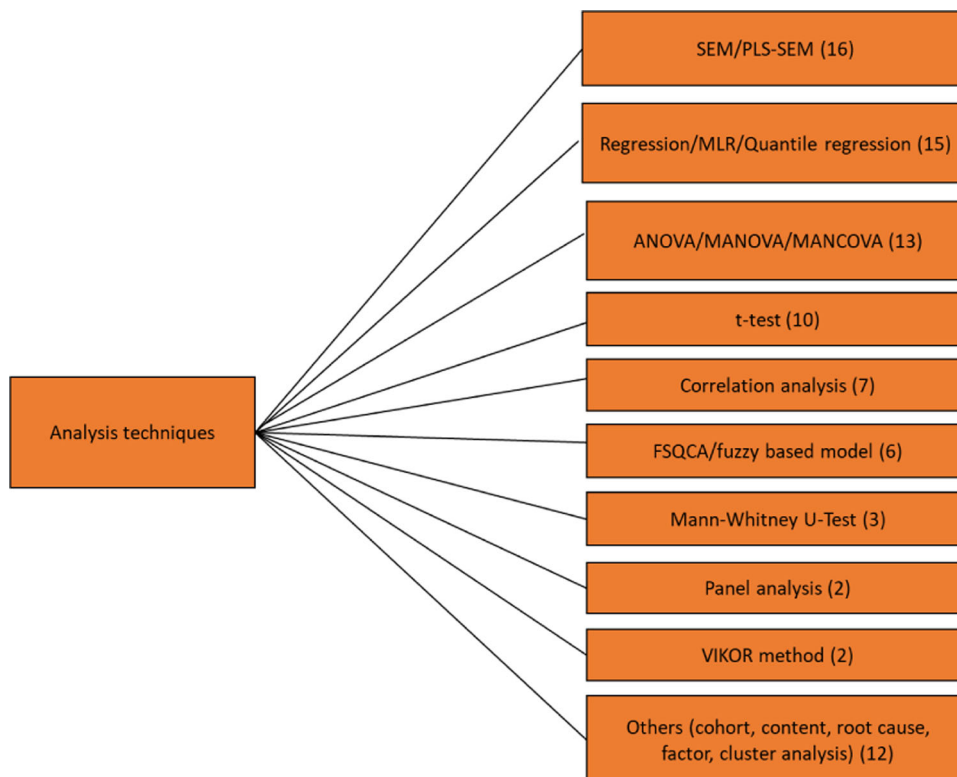 SEM/PLS-SEM (16)
Regression/MLR/Quantile regression (15)
ANOVA/MANOVA/MANCOVA (13)
t-test (10)
Analysis techniques
Correlation analysis (7)
FSQCA/fuzzy based model (6)
Mann-Whitney U-Test (3)
Panel analysis (2)
VIKOR method (2)
Others (cohort, content, root cause,
factor, cluster analysis) (12)